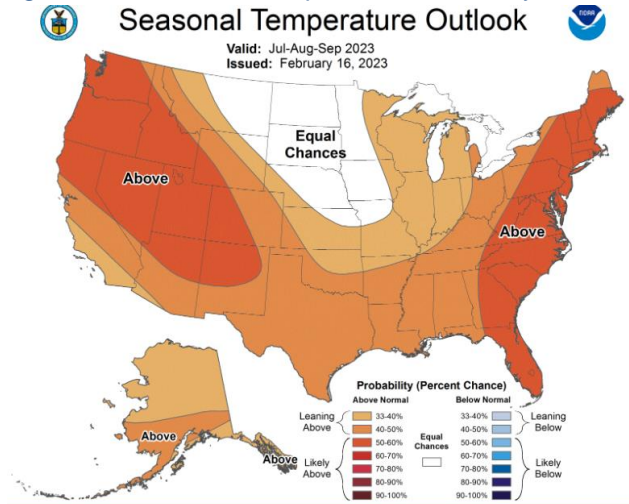 Seasonal Temperature Outlook
NOAA
Valid: Jul-Aug-Sep 2023
Issued: February 16, 2023
Equal
Chances
Above
Above
Above
Above
Probability (Percent Chance)
Above Normal
Below Normal
Leaning
Above
33-40%
40-50%
Likely
Above
50-60%
60-70%
70-80%
80-90%
90-100%
Equal
Chances
33-40%
40-50%
Leaning
Below
50-60%
60-70%
70-80%
80-90%
90-100%
Likely
Below